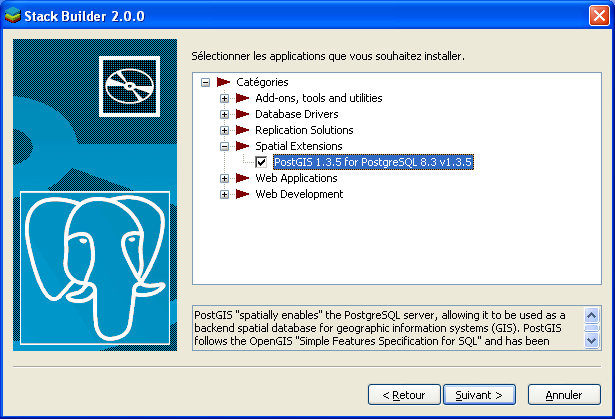 Stack Builder 2.0.0
Sélectionner les applications que vous souhaitez installer.
Catégories
Add-ons, tools and utilities
Database Drivers
Replication Solutions
Spatial Extensions
PostGIS 1.3.5 for PostgreSQL 8.3 v1.3.5
Web Applications
Web Development
PostGIS "spatially enables" the PostgreSQL server, allowing it to be used as a
backend spatial database for geographic information systems (GIS). PostGIS
follows the OpenGIS "Simple Features Specification for SQL" and has been
< Retour
Suivant >
Annuler